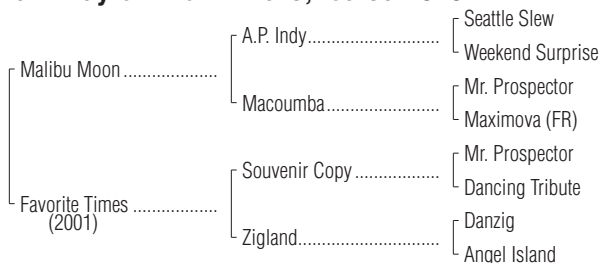 Seattle Slew
A.P. Indy
Weekend Surprise
Malibu Moon
Mr. Prospector
Macoumba
Maximova (FR)
Mr. Prospector
Souvenir Copy
Dancing Tribute
Favorite Times
(2001)
Danzig
Zigland
Angel Island